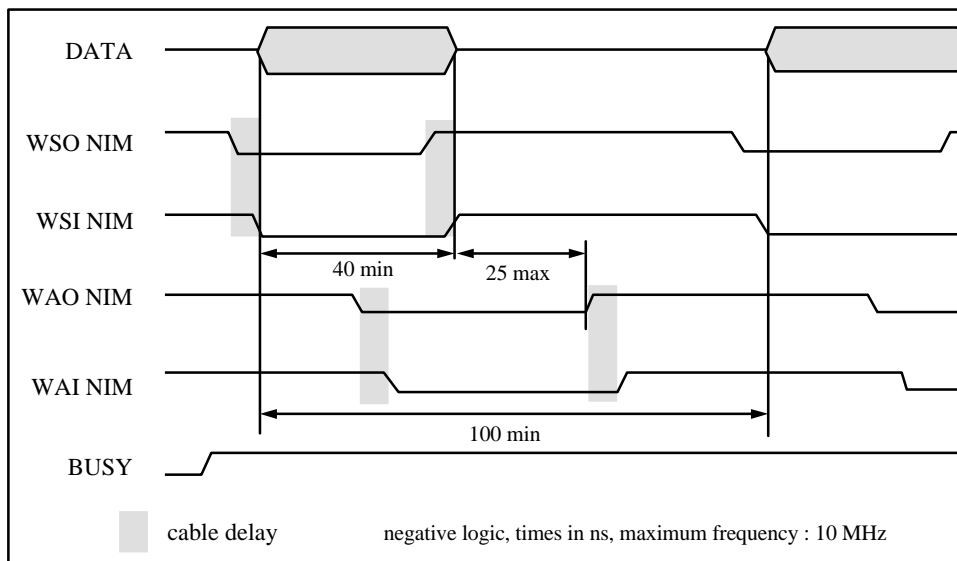 DATA
WSO NIM
WSI NIM
40 min
25 max
WAO NIM
WAI NIM
100 min
BUSY
cable delay
negative logic, times in ns, maximum frequency : 10 MHz